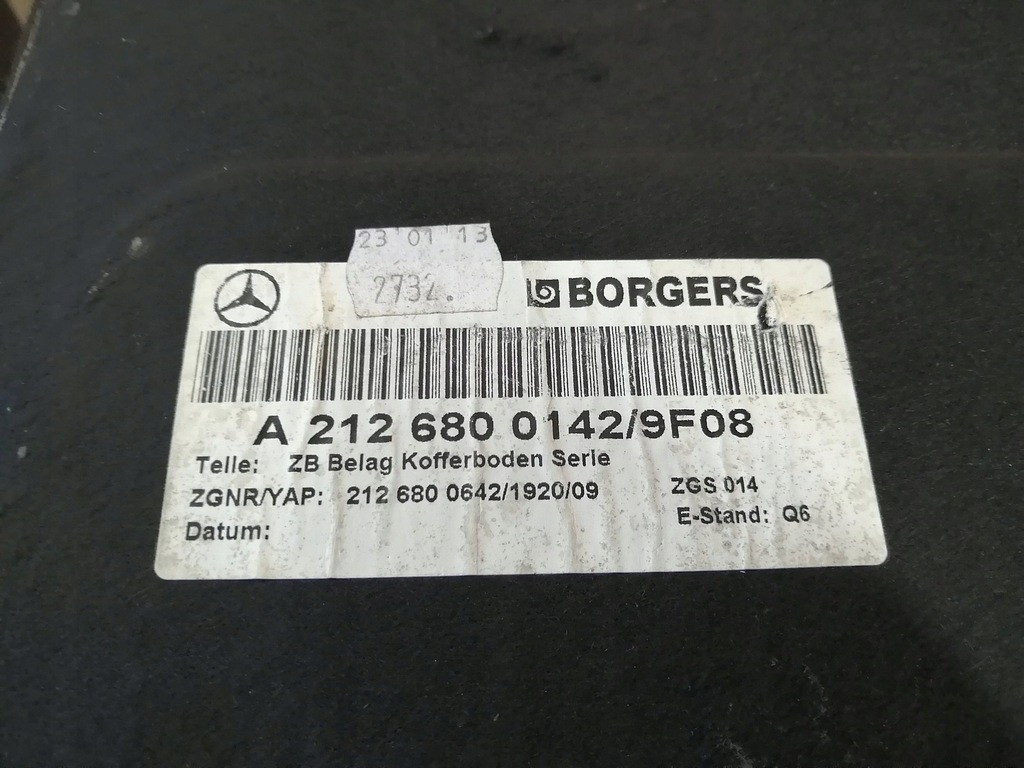 23 01 13
2732.
BORGERS
A 212 680 0142/9F08
Teile: ZB Belag Kofferboden Serie
ZGNR/YAP: 212 680 0642/1920/09 ZGS 014
E-Stand: Q6
Datum: